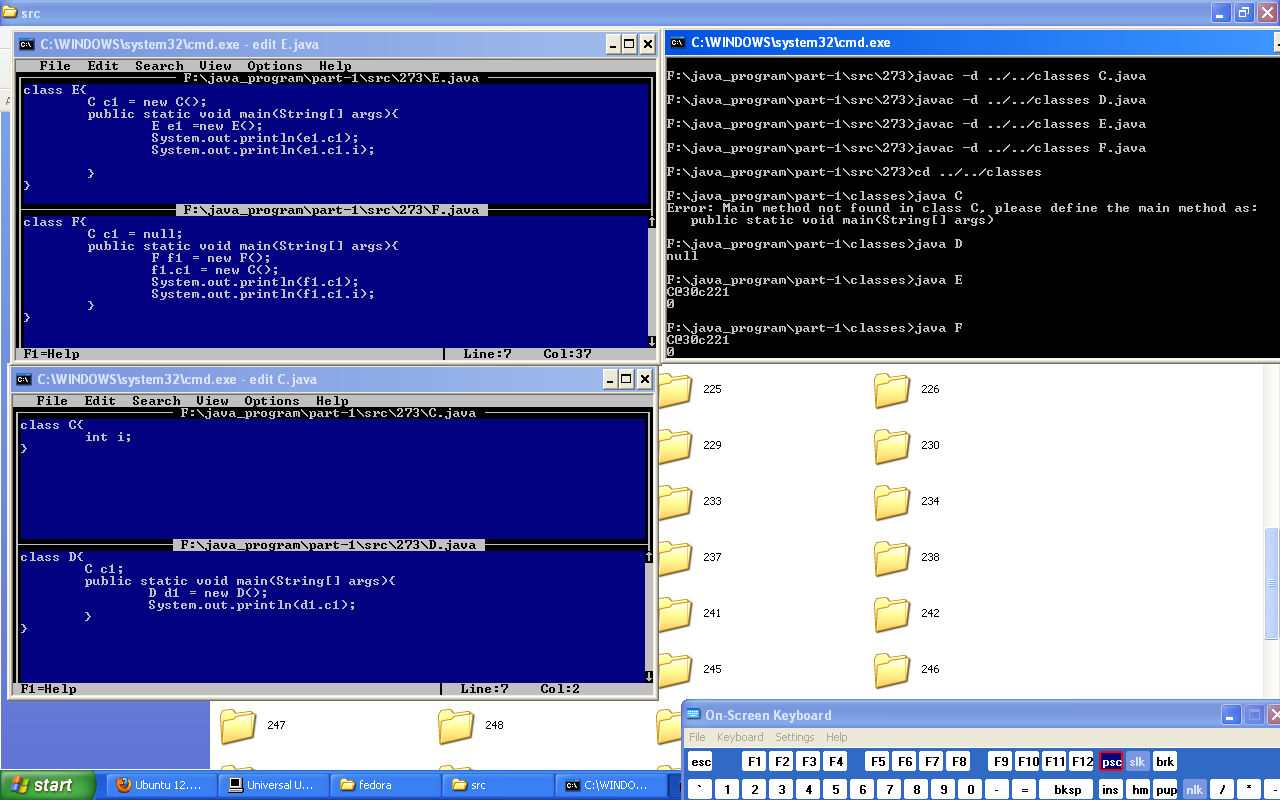 src
C:\WINDOWS\system32\cmd.exe - edit E.java
File Edit Search View Options Help
F:\java_program\part-1\src\273\E.java
class E{
C c1 = new C();
public static void main(String[] args){
E e1 =new E();
System.out.println(e1.c1);
System.out.println(e1.c1.i);
}
}
F:\java_program\part-1\src\273\F.java
class F{
C c1 = null;
public static void main(String[] args){
F f1 = new F();
f1.c1 = new C();
System.out.println(f1.c1);
System.out.println(f1.c1.i);
}
}
F1=Help Line:7 Col:37
C:\WINDOWS\system32\cmd.exe
F:\java_program\part-1\src\273>javac -d ../../classes C.java
F:\java_program\part-1\src\273>javac -d ../../classes D.java
F:\java_program\part-1\src\273>javac -d ../../classes E.java
F:\java_program\part-1\src\273>javac -d ../../classes F.java
F:\java_program\part-1\src\273>cd ../../classes
F:\java_program\part-1\classes>java C
Error: Main method not found in class C, please define the main method as:
public static void main(String[] args)
F:\java_program\part-1\classes>java D
null
F:\java_program\part-1\classes>java E
C@30c221
0
F:\java_program\part-1\classes>java F
C@30c221
0
C:\WINDOWS\system32\cmd.exe - edit C.java
File Edit Search View Options Help
F:\java_program\part-1\src\273\C.java
class C{
int i;
}
F:\java_program\part-1\src\273\D.java
class D{
C c1;
public static void main(String[] args){
D d1 = new D();
System.out.println(d1.c1);
}
}
F1=Help Line:7 Col:2
225 226
229 230
233 234
237 238
241 242
245 246
247 248
On-Screen Keyboard
File Keyboard Settings Help
esc F1 F2 F3 F4 F5 F6 F7 F8 F9 F10 F11 F12 psc slk brk
` 1 2 3 4 5 6 7 8 9 0 - = bksp ins hm pup nlk / * -
start Ubuntu 12.... Universal U... fedora src C:\WINDO...